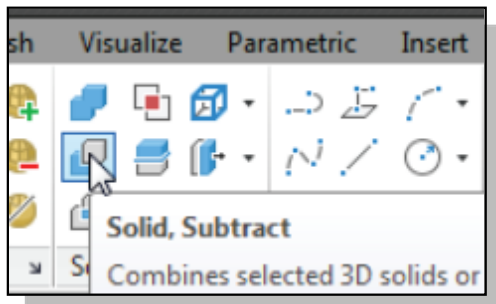 sh Visualize Parametric Insert
Solid, Subtract
S
Combines selected 3D solids or